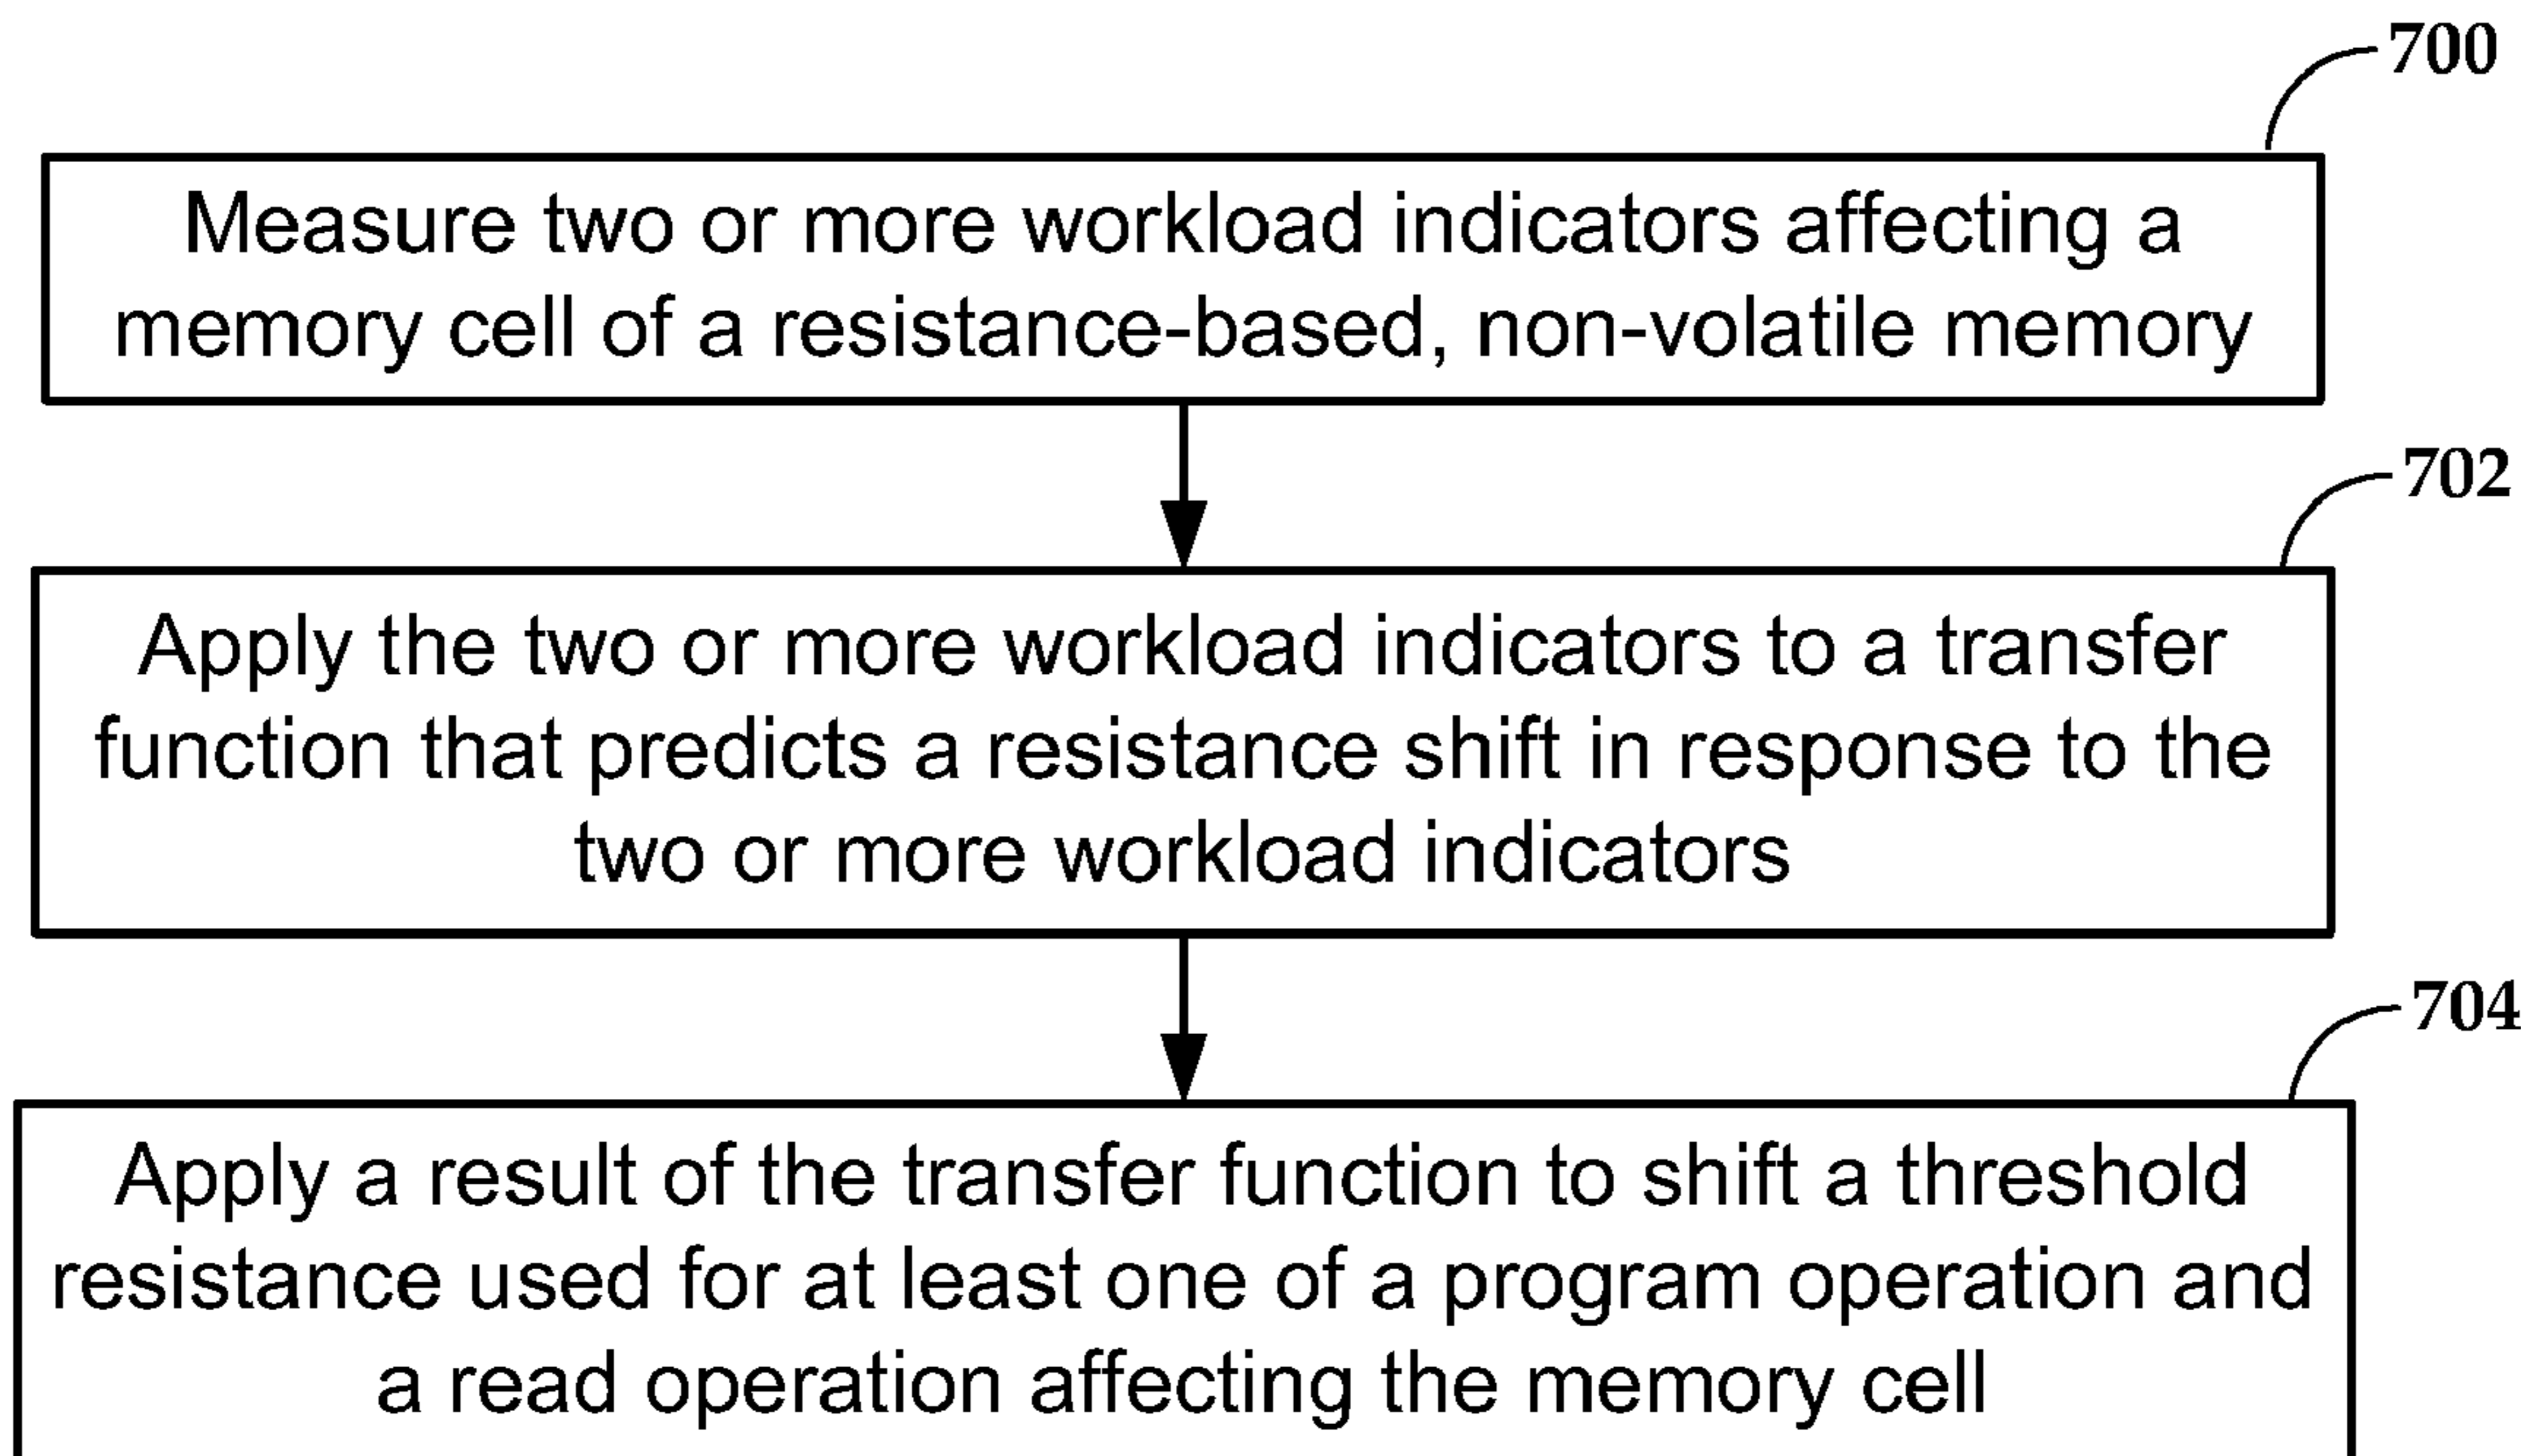 700
Measure two or more workload indicators affecting a
memory cell of a resistance-based, non-volatile memory
702
Apply the two or more workload indicators to a transfer
function that predicts a resistance shift in response to the
two or more workload indicators
704
Apply a result of the transfer function to shift a threshold
resistance used for at least one of a program operation and
a read operation affecting the memory cell